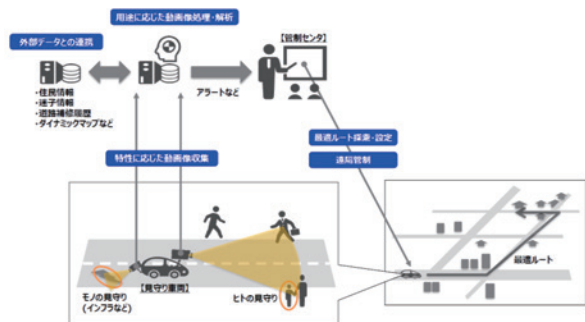 用途に応じた動画像処理・解析
外部データとの連携
【管制センタ】
・住民情報
・迷子情報
・道路補修履歴
・ダイナミックマップなど
アラートなど
最適ルート探索・設定
遠隔管制
特性に応じた動画像収集
最適ルート
モノの見守り
(インフラなど)
【見守り車両】
ヒトの見守り